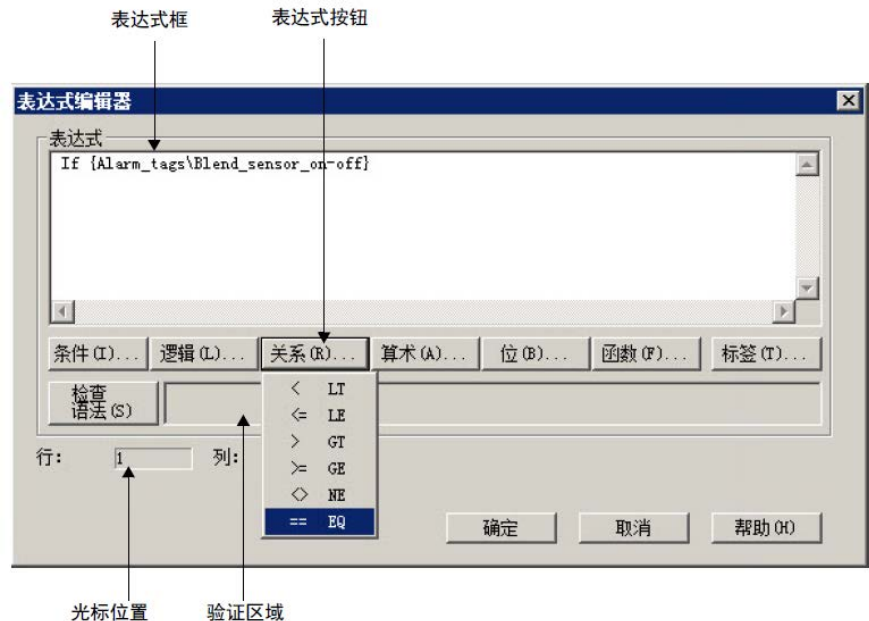 表达式框 表达式按钮
表达式编辑器
表达式
If {Alarm_tags\Blend_sensor_on-off}
条件(I)... 逻辑(L)... 关系(R)... 算术(A)... 位(B)... 函数(F)... 标签(T)...
检查
语法(S)
< LT
<= LE
> GT
>= GE
<> NE
== EQ
行: 1 列:
确定 取消 帮助(H)
光标位置 验证区域